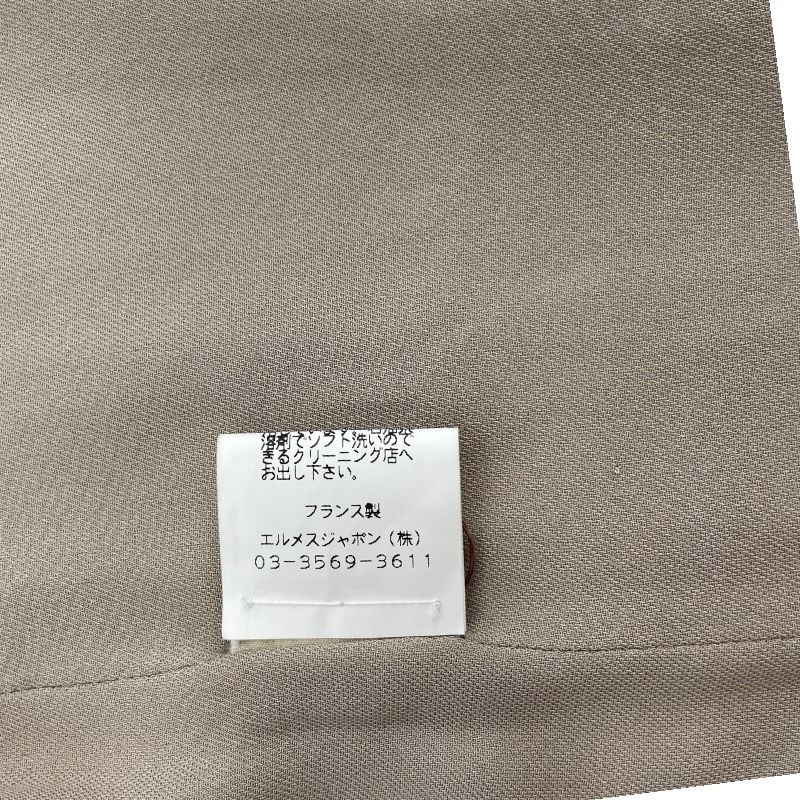 溶剤でソフト洗いので
きるクリーニング店へ
お出し下さい。
フランス製
エルメスジャポン（株）
03-3569-3611